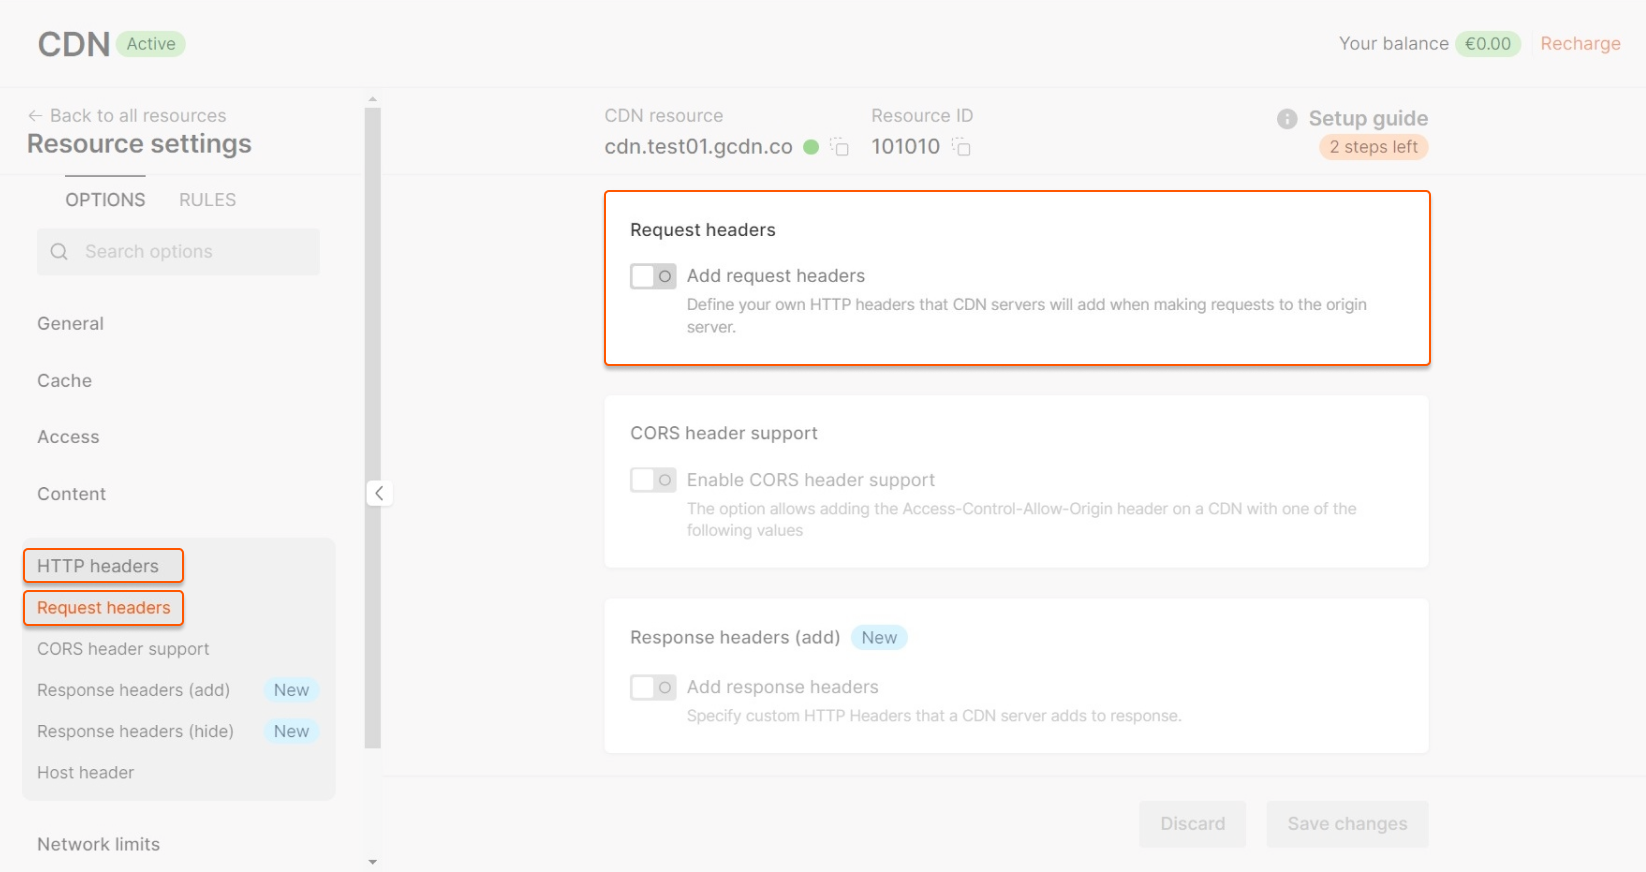 CDN Active
Your balance €0.00 Recharge
← Back to all resources
Resource settings
OPTIONS RULES
Search options
General
Cache
Access
Content
HTTP headers
Request headers
CORS header support
Response headers (add) New
Response headers (hide) New
Host header
Network limits
CDN resource
cdn.test01.gcdn.co
Resource ID
101010
Setup guide
2 steps left
Request headers
Add request headers
Define your own HTTP headers that CDN servers will add when making requests to the origin
server.
CORS header support
Enable CORS header support
The option allows adding the Access-Control-Allow-Origin header on a CDN with one of the
following values
Response headers (add) New
Add response headers
Specify custom HTTP Headers that a CDN server adds to response.
Discard Save changes